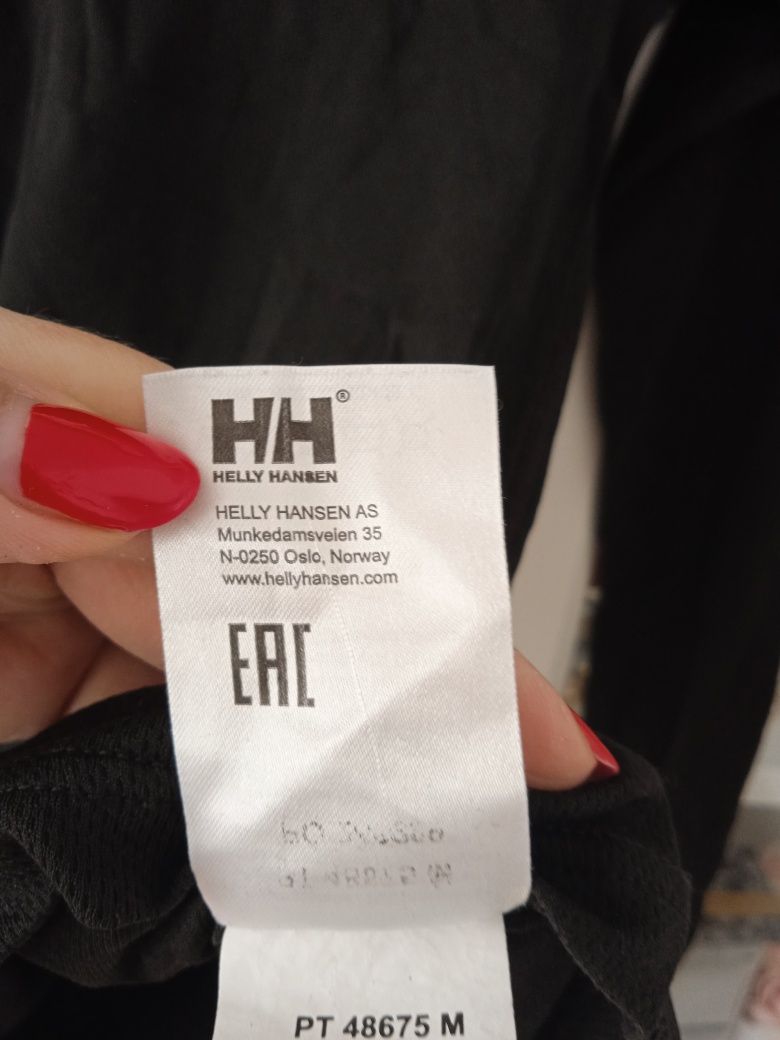 HH®
HELLY HANSEN
HELLY HANSEN AS
Munkedamsveien 35
N-0250 Oslo, Norway
www.hellyhansen.com
EAC
PT 48675 M